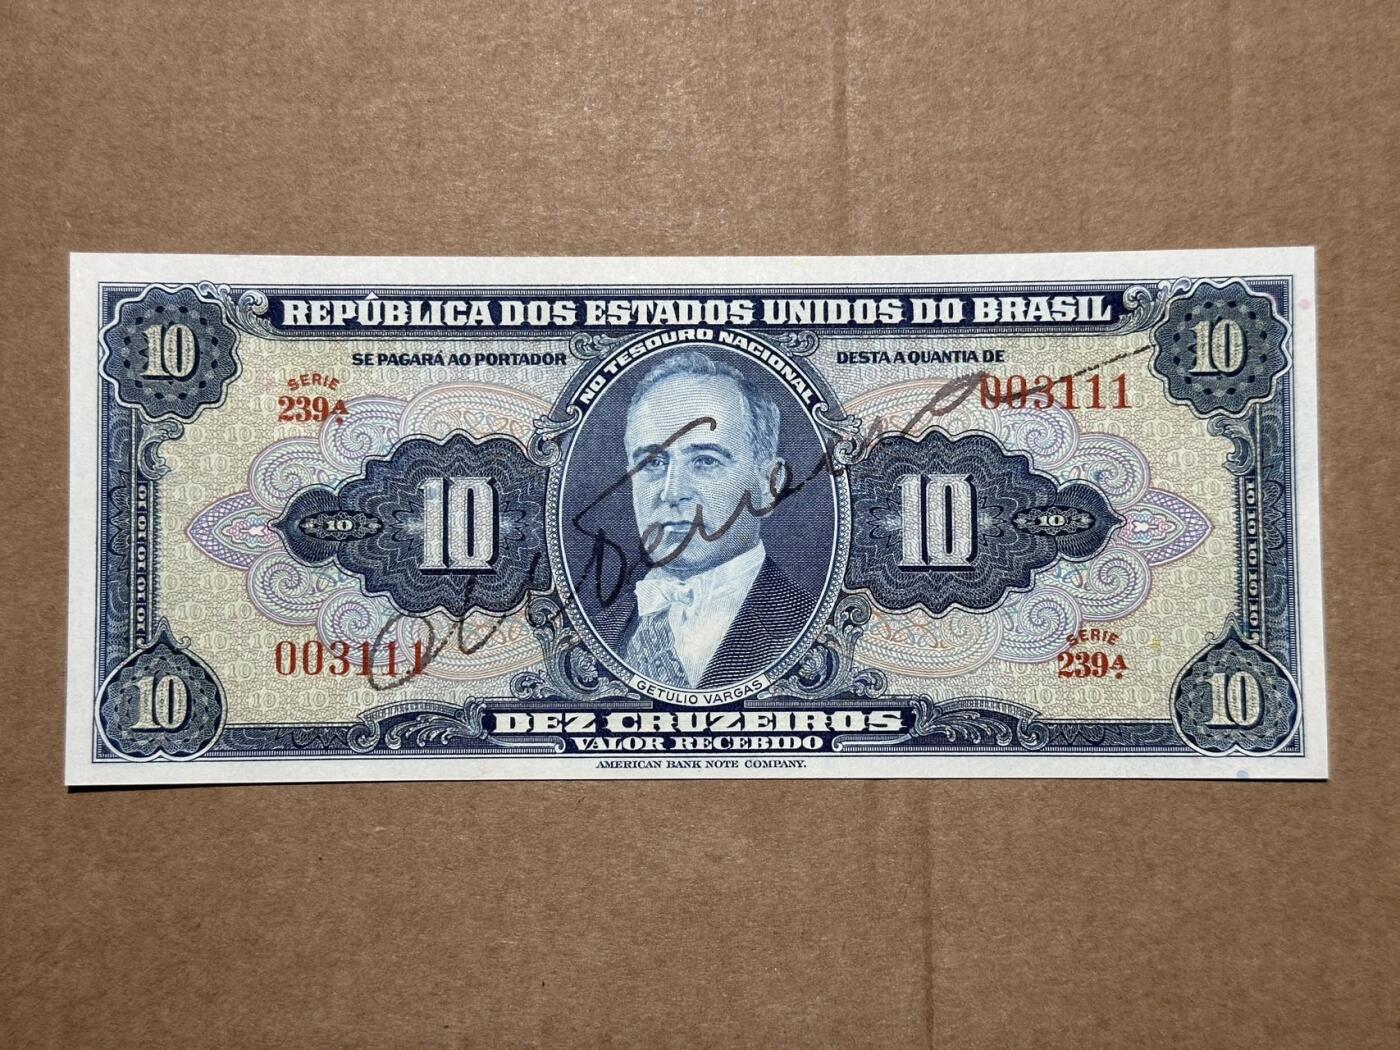 REPÚBLICA DOS ESTADOS UNIDOS DO BRASIL
NO TESOURO NACIONAL
SE PAGARÁ AO PORTADOR
DESTA A QUANTIA DE
10
10
SERIE
239A
003111
10
10
10
10
003111
SERIE
239A
GETULIO VARGAS
10
10
DEZ CRUZEIROS
VALOR RECEBIDO
AMERICAN BANK NOTE COMPANY.